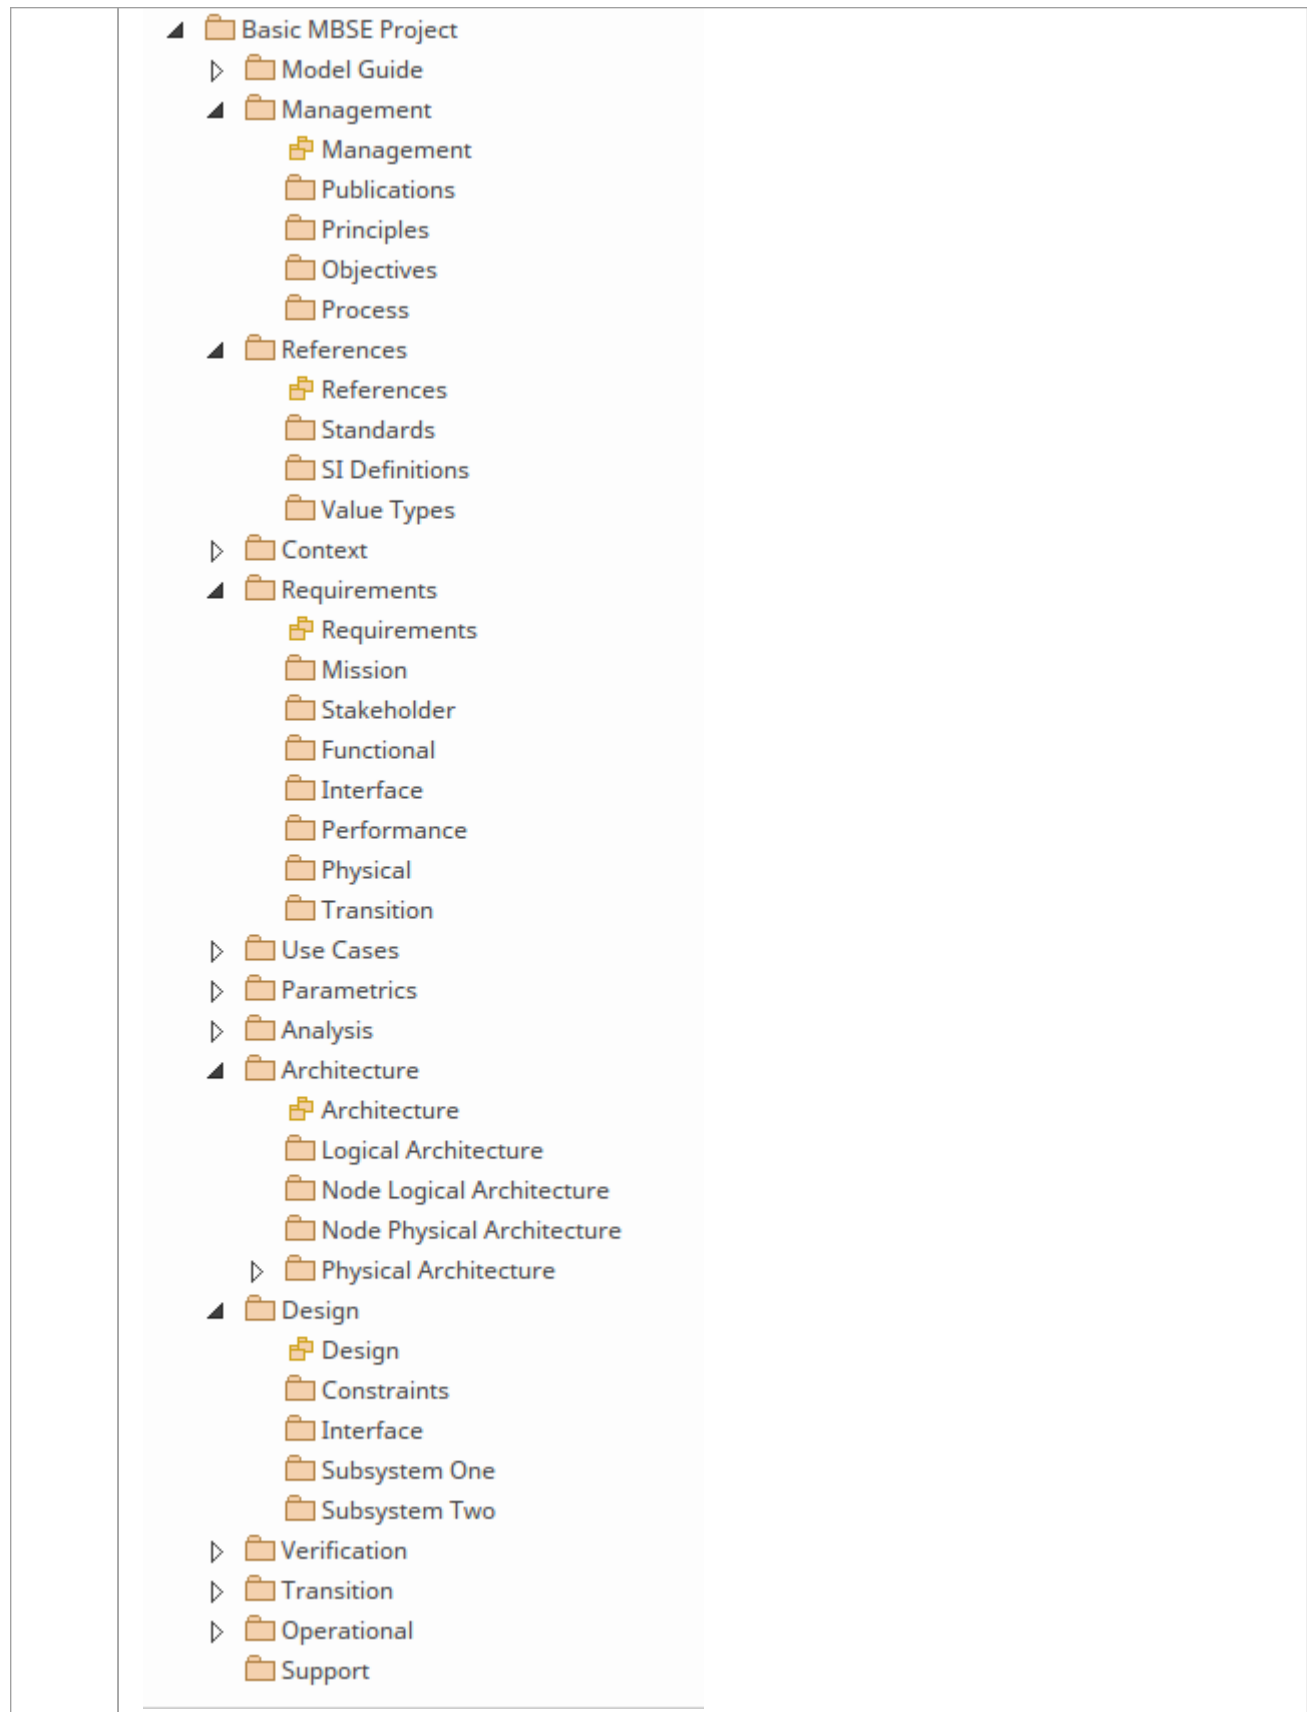 Basic MBSE Project
Model Guide
Management
Management
Publications
Principles
Objectives
Process
References
References
Standards
SI Definitions
Value Types
Context
Requirements
Requirements
Mission
Stakeholder
Functional
Interface
Performance
Physical
Transition
Use Cases
Parametrics
Analysis
Architecture
Architecture
Logical Architecture
Node Logical Architecture
Node Physical Architecture
Physical Architecture
Design
Design
Constraints
Interface
Subsystem One
Subsystem Two
Verification
Transition
Operational
Support